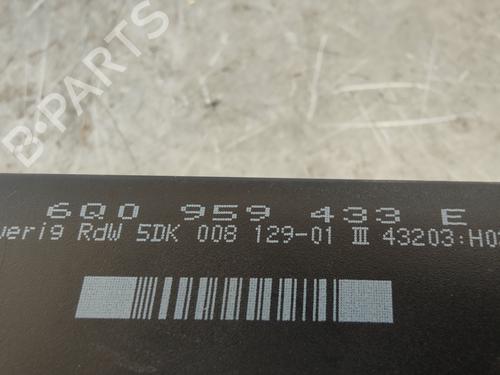 B-PARTS
6Q0 959 433 E
RdW 5DK 008 129-01 III 43203:H0